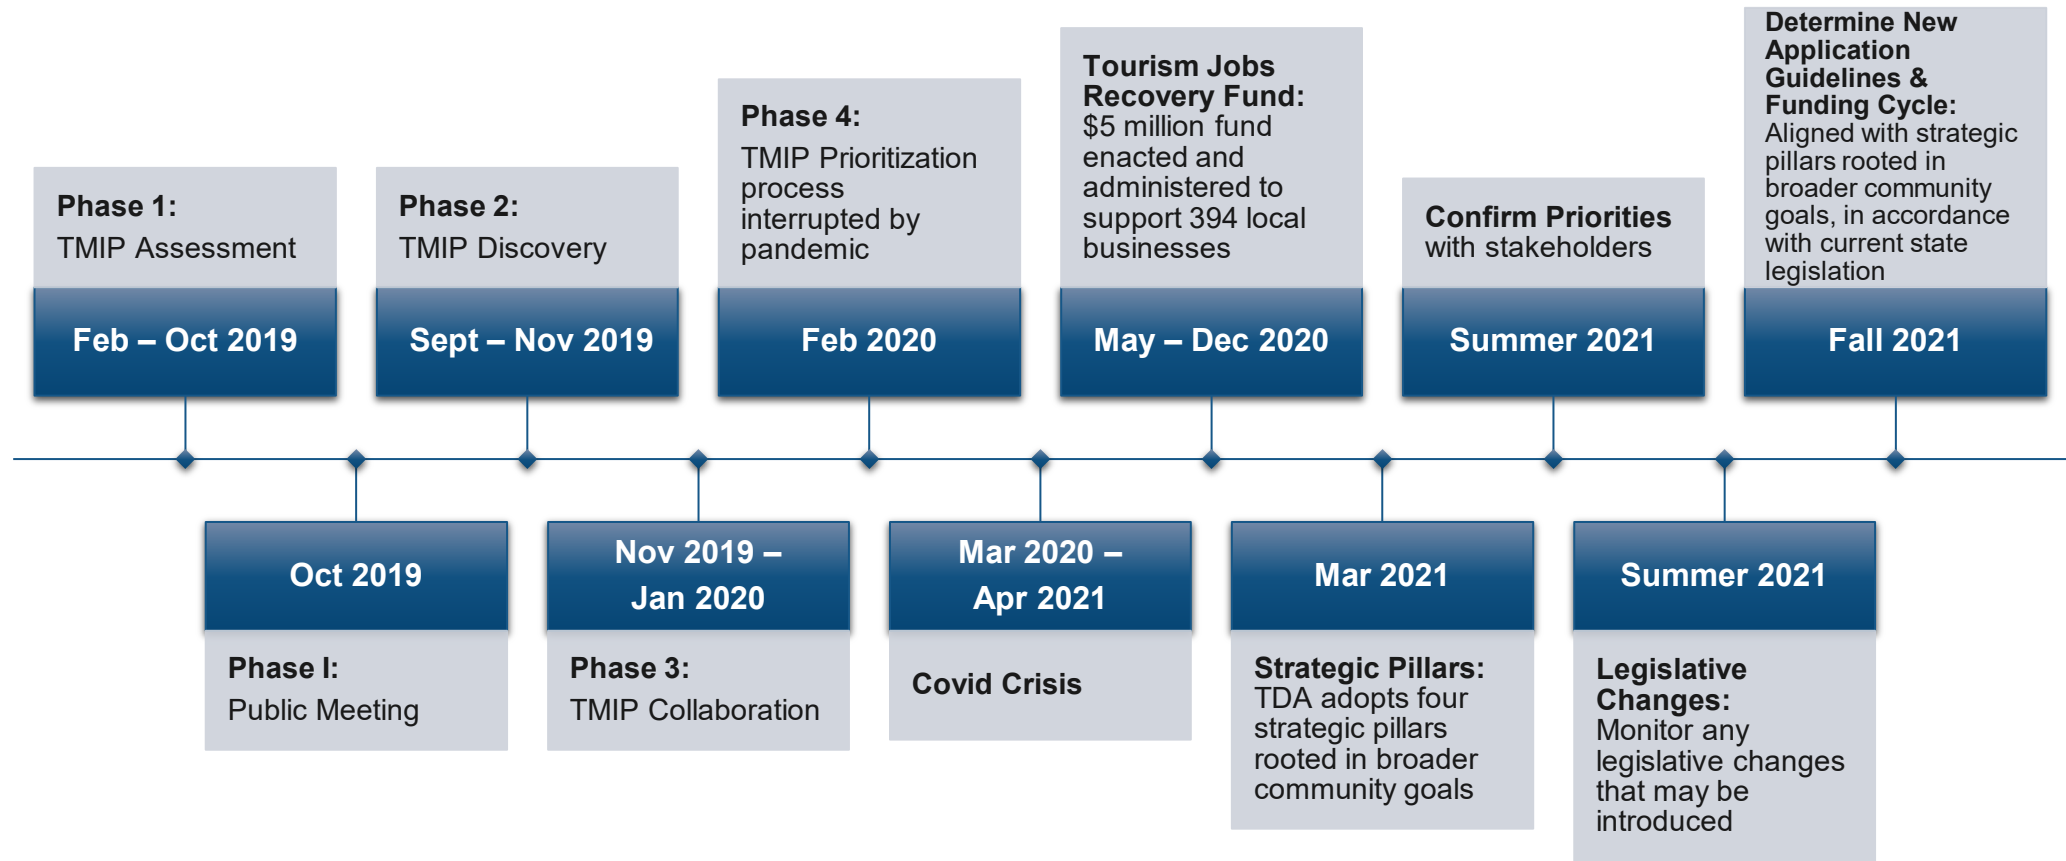 Phase 1:
TMIP Assessment
Feb – Oct 2019
Phase I:
Public Meeting
Oct 2019
Phase 2:
TMIP Discovery
Sept – Nov 2019
Nov 2019 –
Jan 2020
Phase 3:
TMIP Collaboration
Phase 4:
TMIP Prioritization
process
interrupted by
pandemic
Feb 2020
Mar 2020 –
Apr 2021
Covid Crisis
Tourism Jobs
Recovery Fund:
$5 million fund
enacted and
administered to
support 394 local
businesses
May – Dec 2020
Mar 2021
Strategic Pillars:
TDA adopts four
strategic pillars
rooted in broader
community goals
Confirm Priorities
with stakeholders
Summer 2021
Summer 2021
Legislative
Changes:
Monitor any
legislative changes
that may be
introduced
Determine New
Application
Guidelines &
Funding Cycle:
Aligned with strategic
pillars rooted in
broader community
goals, in accordance
with current state
legislation
Fall 2021